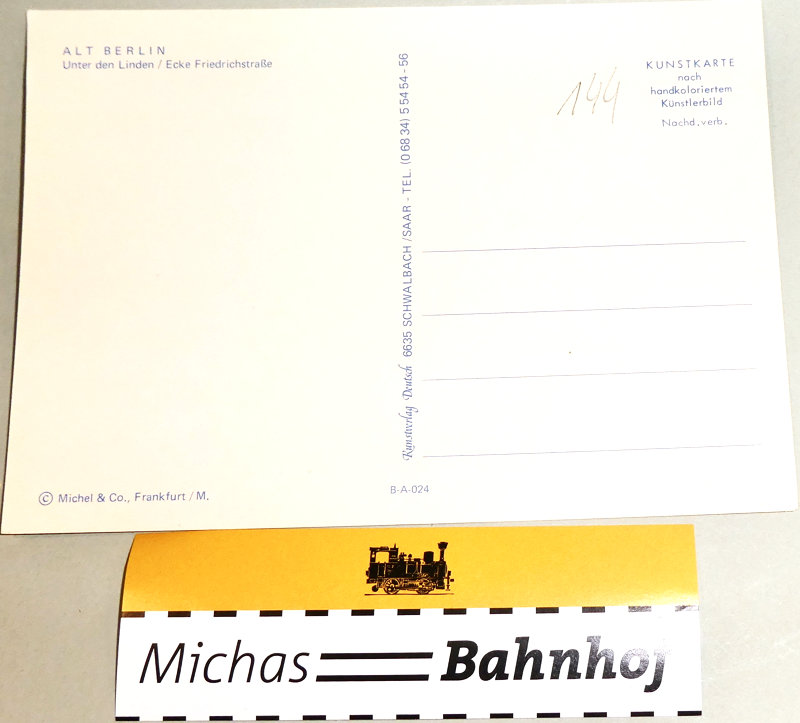 ALT BERLIN
Unter den Linden / Ecke Friedrichstraße
Kunstverlag Deutsch 6635 SCHWALBACH/SAAR - TEL. (0 68 34) 5 54 54 - 56
144
KUNSTKARTE
nach
handkoloriertem
Künstlerbild
Nachd. verb.
© Michel & Co., Frankfurt / M.
B-A-024
Michas Bahnhof